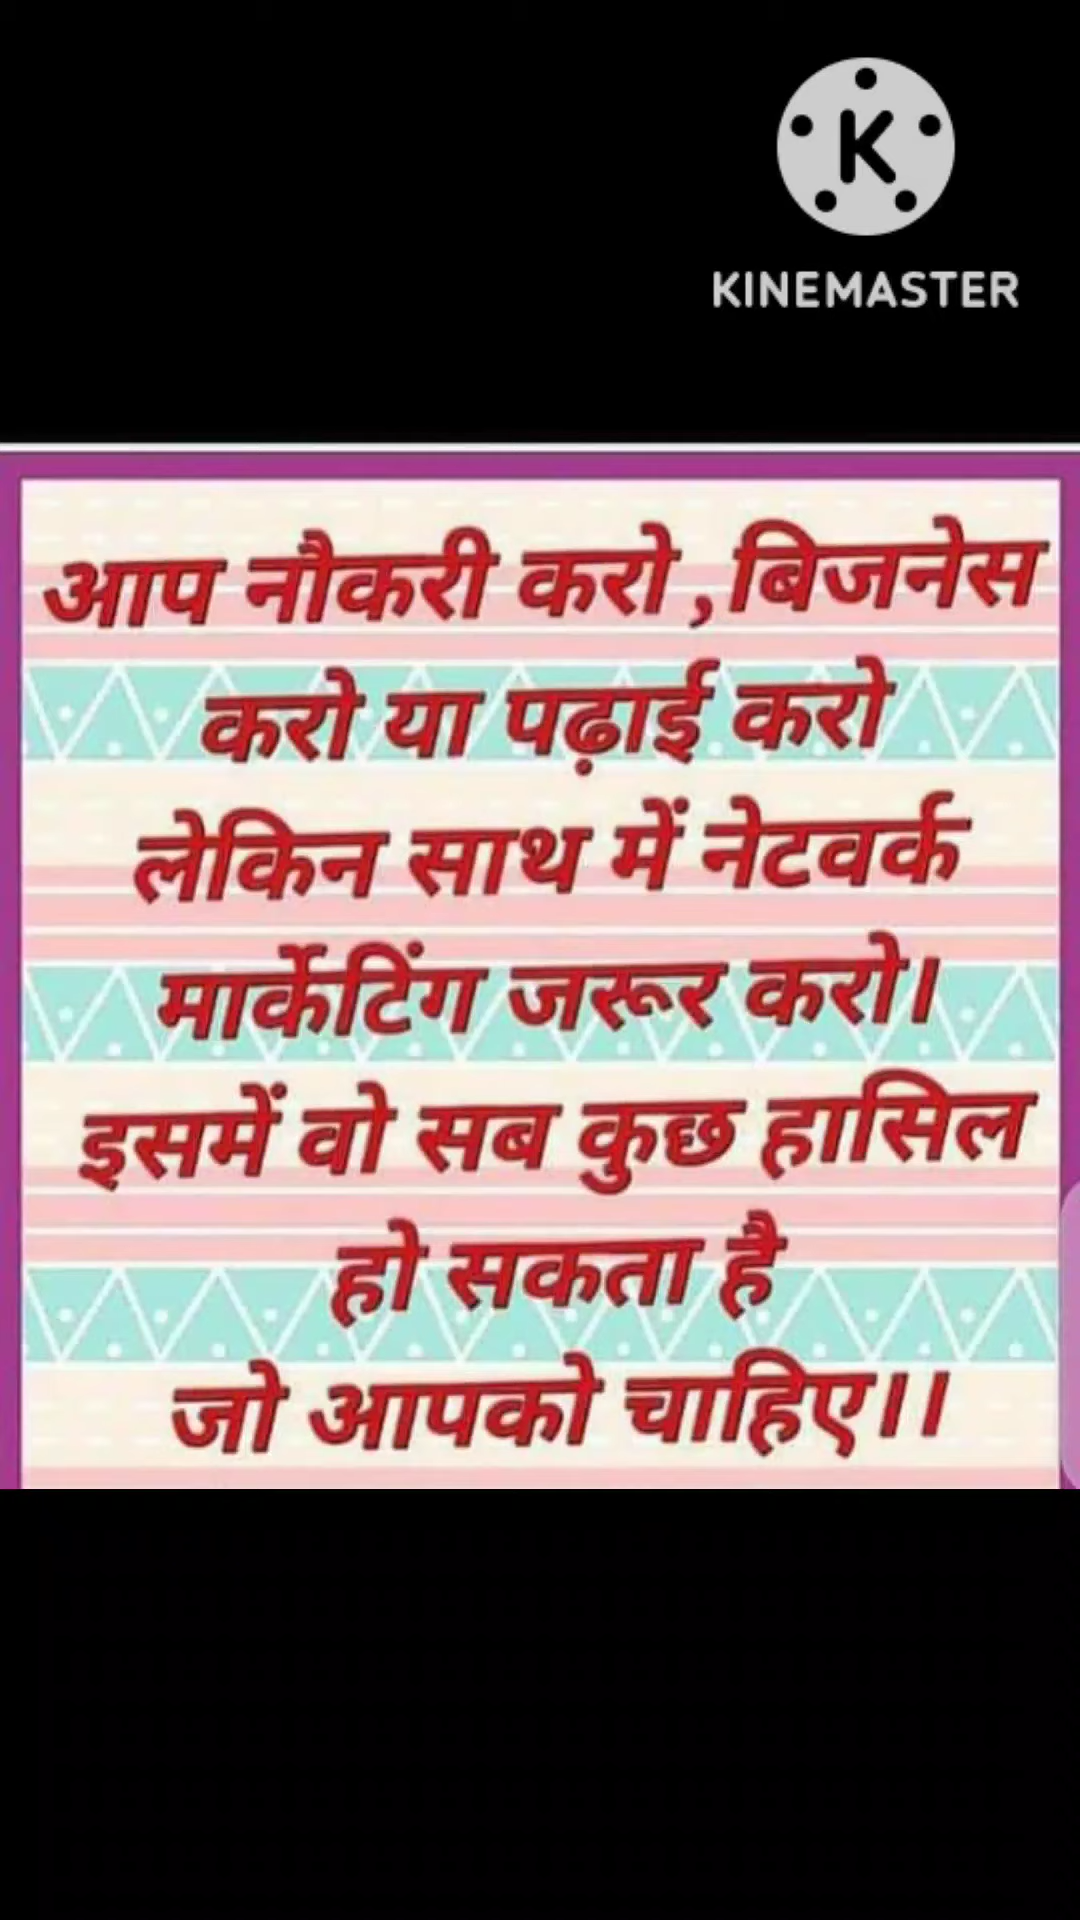 K
KINEMASTER
आप नौकरी करो ,बिजनेस
करो या पढ़ाई करो
लेकिन साथ में नेटवर्क
मार्केटिंग जरूर करो।
इसमें वो सब कुछ हासिल
हो सकता है
जो आपको चाहिए।।